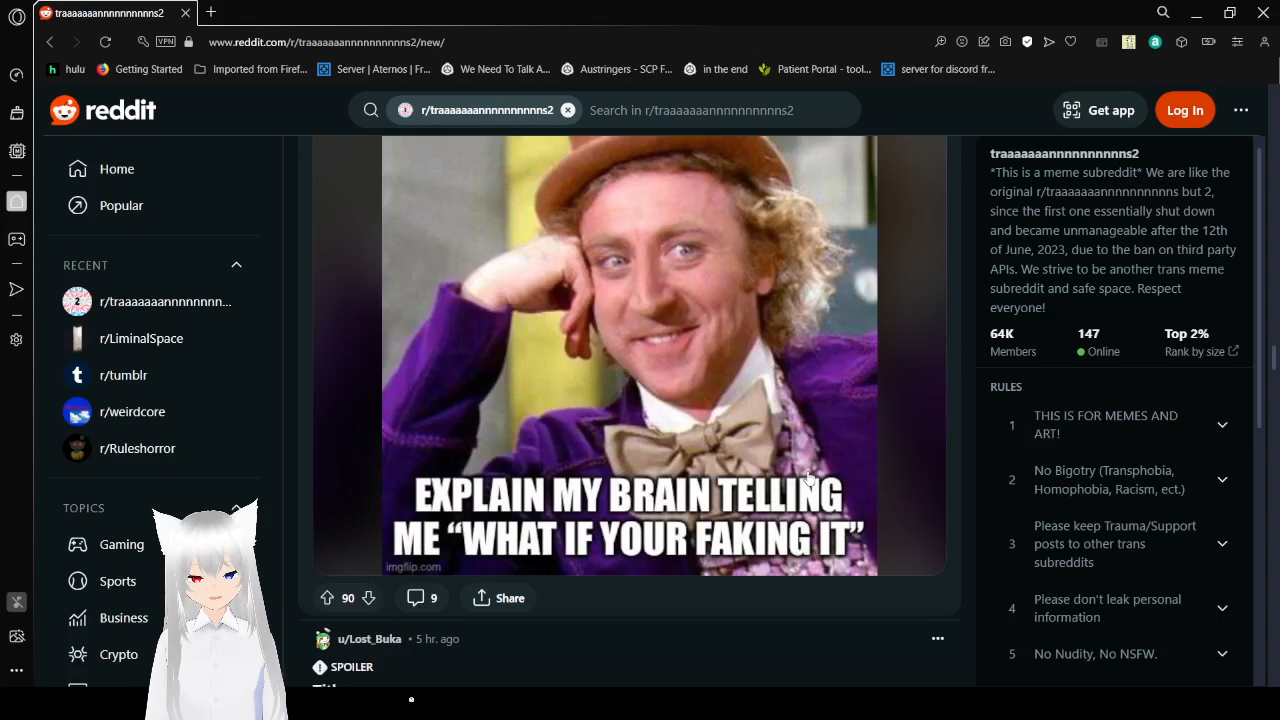 traaaaaaannnnnnnnnns2
VPN
www.reddit.com/r/traaaaaaannnnnnnnnns2/new/
hulu
Getting Started
Imported from Firef...
Server | Aternos | Fr...
We Need To Talk A...
Austringers - SCP F...
in the end
Patient Portal - tool...
server for discord fr...
reddit
r/traaaaaaannnnnnnnnns2
Search in r/traaaaaaannnnnnnnnns2
Get app
Log In
Home
Popular
RECENT
r/traaaaaaannnnnnn...
r/LiminalSpace
r/tumblr
r/weirdcore
r/Ruleshorror
TOPICS
Gaming
Sports
Business
Crypto
EXPLAIN MY BRAIN TELLING
ME “WHAT IF YOUR FAKING IT”
imgflip.com
90
9
Share
u/Lost_Buka • 5 hr. ago
SPOILER
traaaaaaannnnnnnnnns2
*This is a meme subreddit* We are like the
original r/traaaaaaannnnnnnnnns but 2,
since the first one essentially shut down
and became unmanageable after the 12th
of June, 2023, due to the ban on third party
APIs. We strive to be another trans meme
subreddit and safe space. Respect
everyone!
64K 147 Top 2%
Members Online Rank by size
RULES
1 THIS IS FOR MEMES AND
ART!
2 No Bigotry (Transphobia,
Homophobia, Racism, ect.)
3 Please keep Trauma/Support
posts to other trans
subreddits
4 Please don't leak personal
information
5 No Nudity, No NSFW.